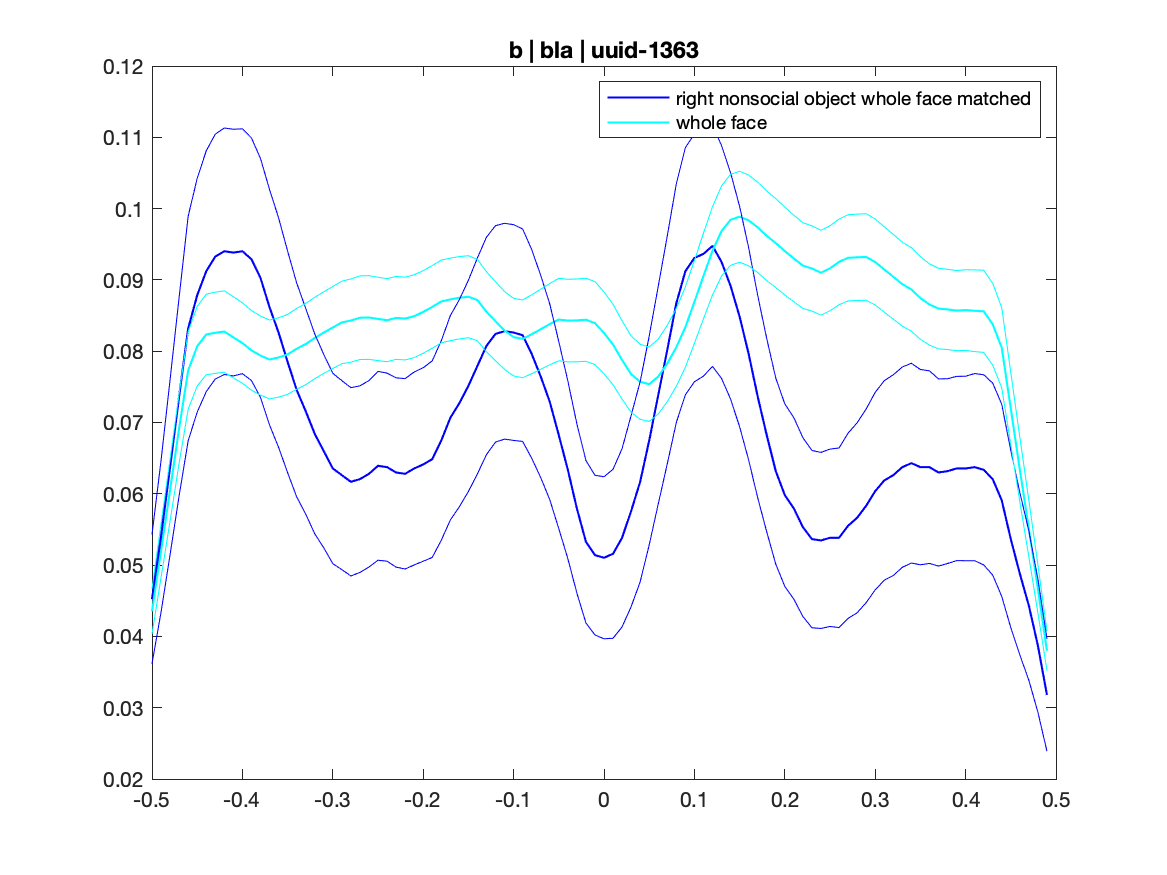 b | bla | uuid-1363
right nonsocial object whole face matched
whole face
0.12
0.11
0.1
0.09
0.08
0.07
0.06
0.05
0.04
0.03
0.02
-0.5 -0.4 -0.3 -0.2 -0.1 0 0.1 0.2 0.3 0.4 0.5